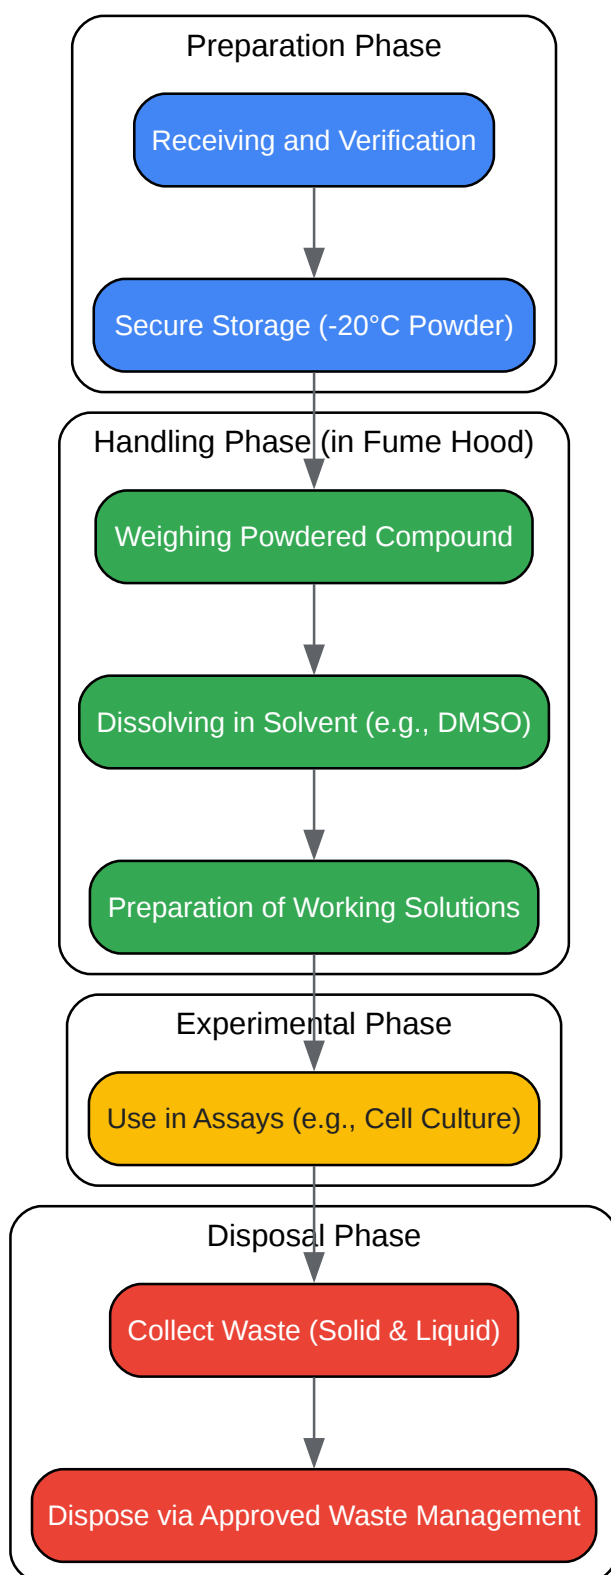 Preparation Phase
Receiving and Verification
Secure Storage (-20°C Powder)
Handling Phase (in Fume Hood)
Weighing Powdered Compound
Dissolving in Solvent (e.g., DMSO)
Preparation of Working Solutions
Experimental Phase
Use in Assays (e.g., Cell Culture)
Disposal Phase
Collect Waste (Solid & Liquid)
Dispose via Approved Waste Management